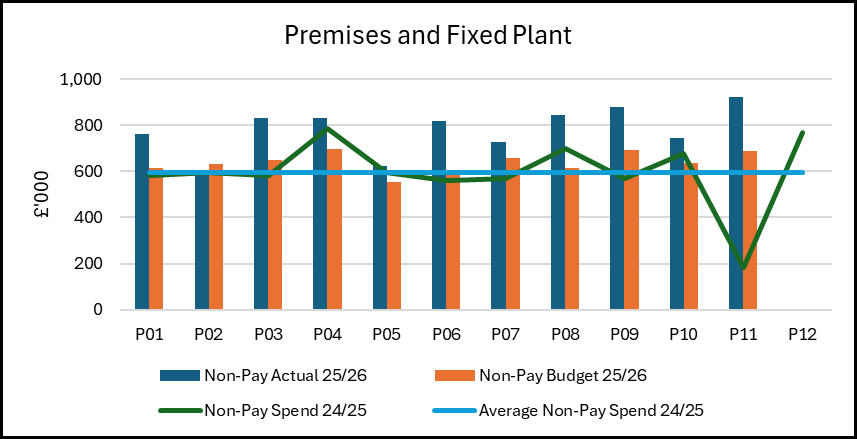 Premises and Fixed Plant
1,000
800
600
400
200
0
£'000
P01 P02 P03 P04 P05 P06 P07 P08 P09 P10 P11 P12
Non-Pay Actual 25/26 Non-Pay Budget 25/26
Non-Pay Spend 24/25 Average Non-Pay Spend 24/25